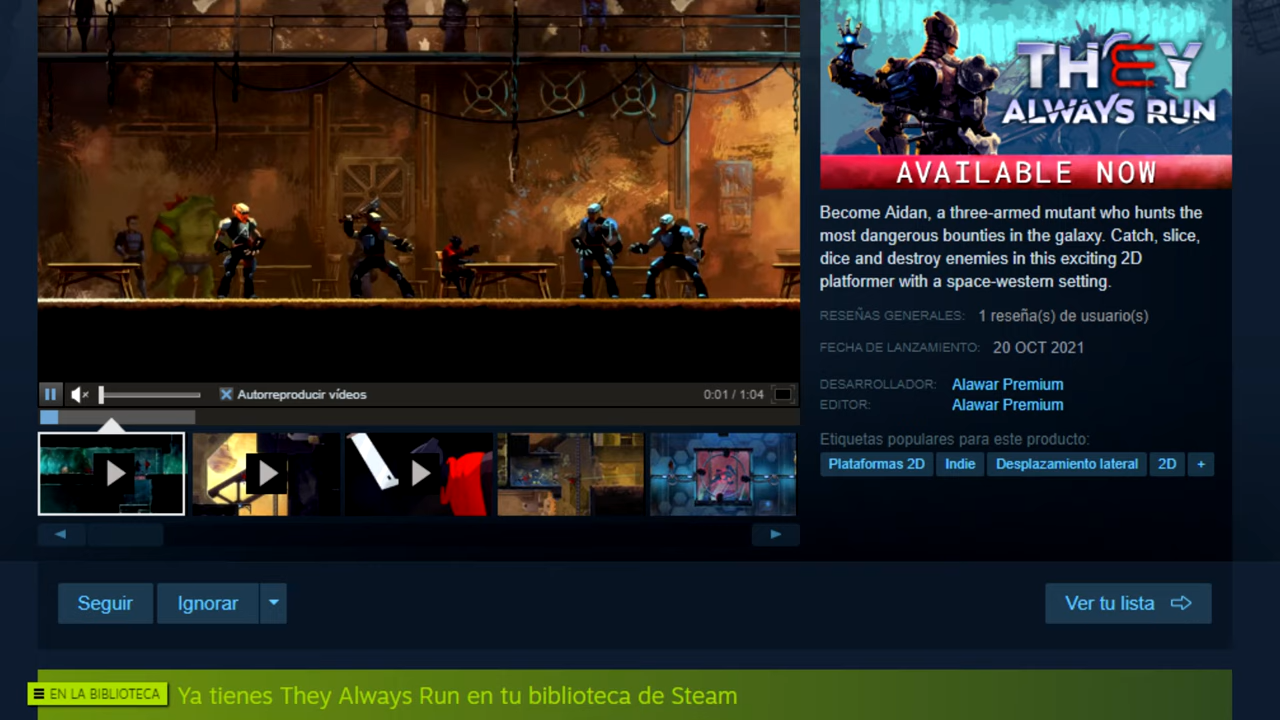 THEY
ALWAYS RUN
AVAILABLE NOW
Become Aidan, a three-armed mutant who hunts the
most dangerous bounties in the galaxy. Catch, slice,
dice and destroy enemies in this exciting 2D
platformer with a space-western setting.
RESEÑAS GENERALES: 1 reseña(s) de usuario(s)
FECHA DE LANZAMIENTO: 20 OCT 2021
DESARROLLADOR: Alawar Premium
EDITOR: Alawar Premium
Etiquetas populares para este producto:
Plataformas 2D Indie Desplazamiento lateral 2D +
Autorreproducir vídeos 0:01 / 1:04
Seguir Ignorar Ver tu lista
EN LA BIBLIOTECA Ya tienes They Always Run en tu biblioteca de Steam